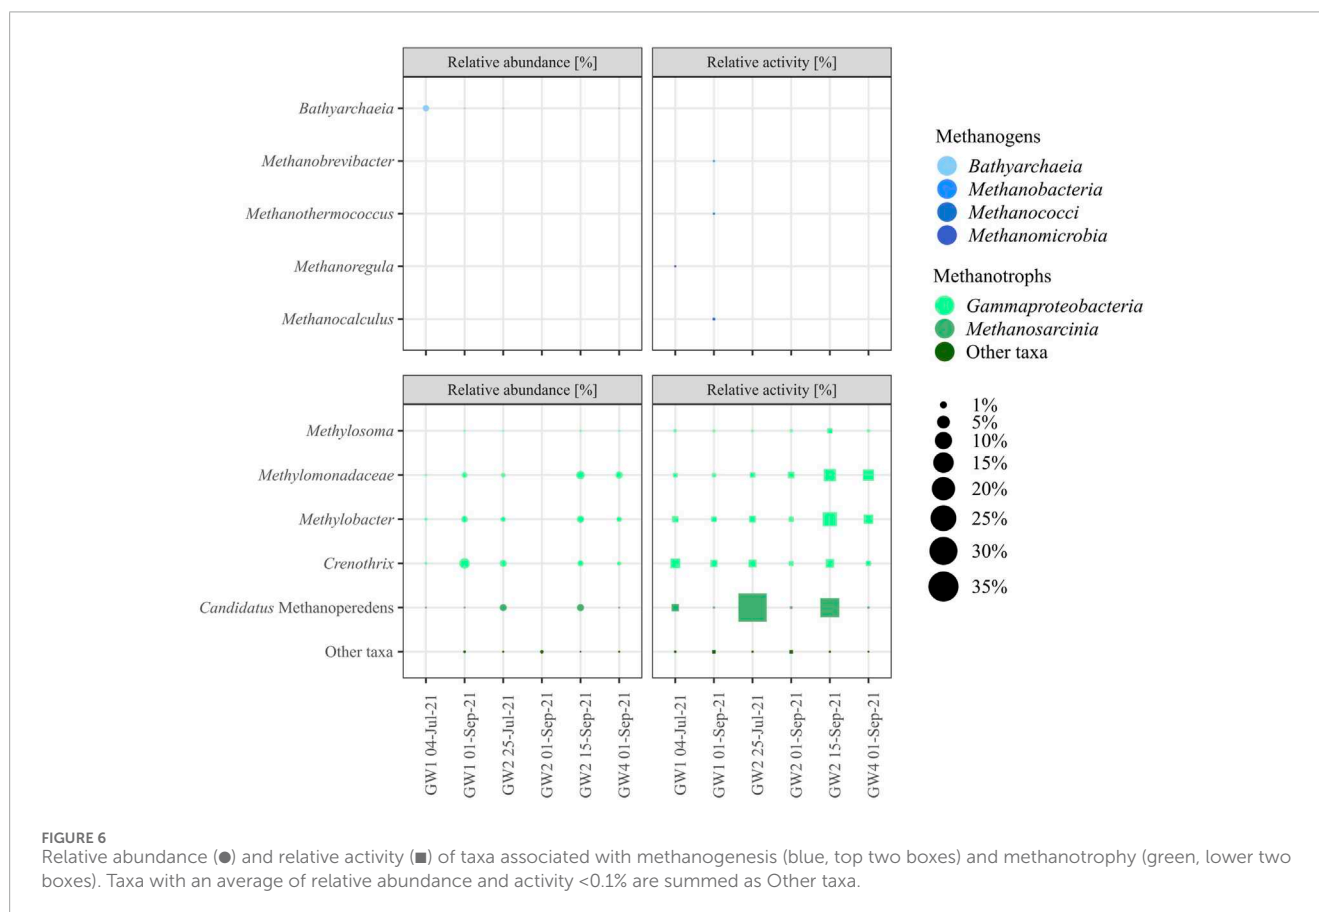 Relative abundance [%]
Relative activity [%]
Bathyarchaeia
Methanobrevibacter
Methanothermococcus
Methanoregula
Methanocalculus
Relative abundance [%]
Relative activity [%]
Methylosoma
Methylomonadaceae
Methylobacter
Crenothrix
Candidatus Methanoperedens
Other taxa
GW1 04-Jul-21
GW1 01-Sep-21
GW2 25-Jul-21
GW2 01-Sep-21
GW2 15-Sep-21
GW4 01-Sep-21
GW1 04-Jul-21
GW1 01-Sep-21
GW2 25-Jul-21
GW2 01-Sep-21
GW2 15-Sep-21
GW4 01-Sep-21
Methanogens
Bathyarchaeia
Methanobacteria
Methanococci
Methanomicrobia
Methanotrophs
Gammaproteobacteria
Methanosarcinia
Other taxa
1%
5%
10%
15%
20%
25%
30%
35%
FIGURE 6
Relative abundance (●) and relative activity (■) of taxa associated with methanogenesis (blue, top two boxes) and methanotrophy (green, lower two
boxes). Taxa with an average of relative abundance and activity <0.1% are summed as Other taxa.